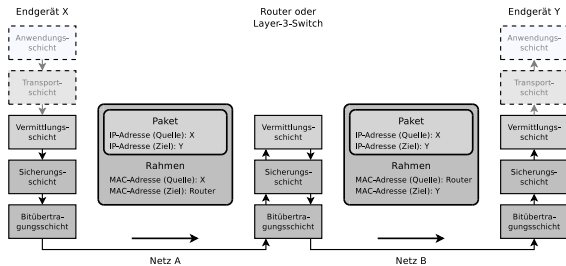 Endgerät X
Router oder
Layer-3-Switch
Endgerät Y
Anwendungs-
schicht
Transport-
schicht
Vermittlungs-
schicht
Sicherungs-
schicht
Bitübertra-
gungsschicht
Paket
IP-Adresse (Quelle): X
IP-Adresse (Ziel): Y
Rahmen
MAC-Adresse (Quelle): X
MAC-Adresse (Ziel): Router
Vermittlungs-
schicht
Sicherungs-
schicht
Bitübertra-
gungsschicht
Paket
IP-Adresse (Quelle): X
IP-Adresse (Ziel): Y
Rahmen
MAC-Adresse (Quelle): Router
MAC-Adresse (Ziel): Y
Anwendungs-
schicht
Transport-
schicht
Vermittlungs-
schicht
Sicherungs-
schicht
Bitübertra-
gungsschicht
Netz A
Netz B